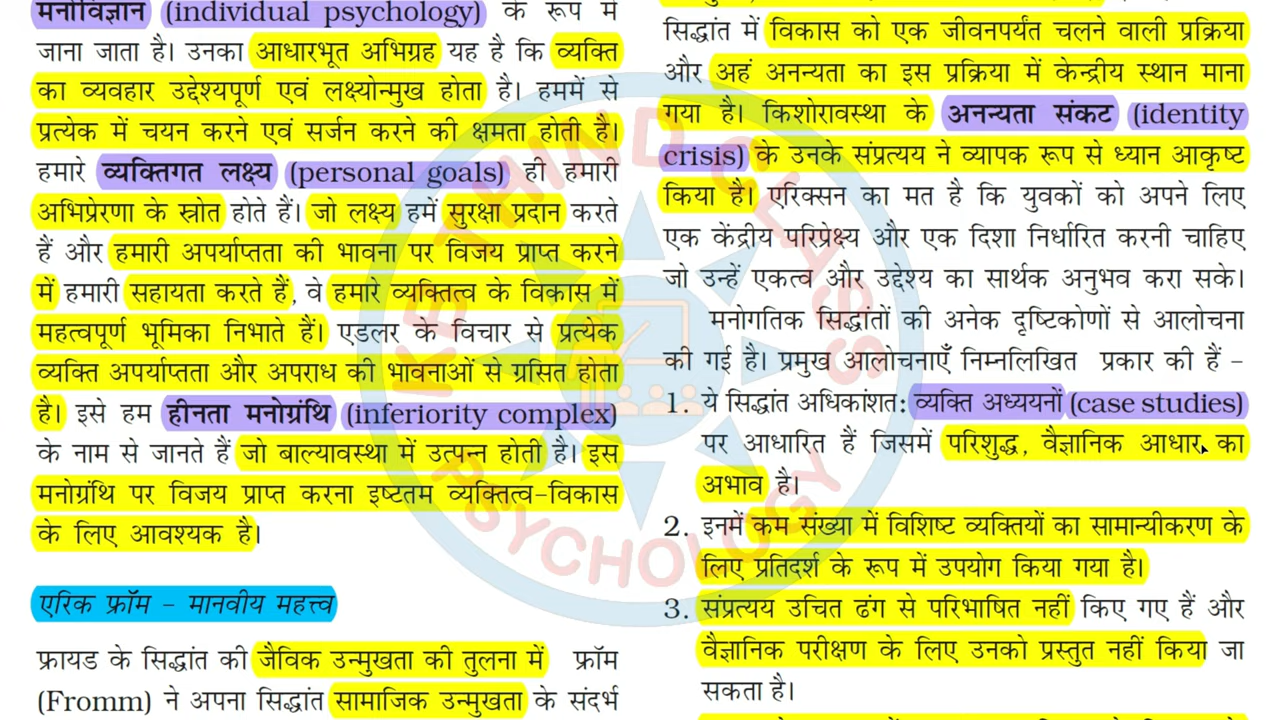 मनोविज्ञान (individual psychology) के रूप में
जाना जाता है। उनका आधारभूत अभिग्रह यह है कि व्यक्ति
का व्यवहार उद्देश्यपूर्ण एवं लक्ष्योन्मुख होता है। हममें से
प्रत्येक में चयन करने एवं सर्जन करने की क्षमता होती है।
हमारे व्यक्तिगत लक्ष्य (personal goals) ही हमारी
अभिप्रेरणा के स्रोत होते हैं। जो लक्ष्य हमें सुरक्षा प्रदान करते
हैं और हमारी अपर्याप्तता की भावना पर विजय प्राप्त करने
में हमारी सहायता करते हैं, वे हमारे व्यक्तित्व के विकास में
महत्वपूर्ण भूमिका निभाते हैं। एडलर के विचार से प्रत्येक
व्यक्ति अपर्याप्तता और अपराध की भावनाओं से ग्रसित होता
है। इसे हम हीनता मनोग्रंथि (inferiority complex)
के नाम से जानते हैं जो बाल्यावस्था में उत्पन्न होती है। इस
मनोग्रंथि पर विजय प्राप्त करना इष्टतम व्यक्तित्व-विकास
के लिए आवश्यक है।
एरिक फ्रॉम – मानवीय महत्त्व
फ्रायड के सिद्धांत की जैविक उन्मुखता की तुलना में फ्रॉम
(Fromm) ने अपना सिद्धांत सामाजिक उन्मुखता के संदर्भ
सिद्धांत में विकास को एक जीवनपर्यंत चलने वाली प्रक्रिया
और अहं अनन्यता का इस प्रक्रिया में केन्द्रीय स्थान माना
गया है। किशोरावस्था के अनन्यता संकट (identity
crisis) के उनके संप्रत्यय ने व्यापक रूप से ध्यान आकृष्ट
किया है। एरिक्सन का मत है कि युवकों को अपने लिए
एक केंद्रीय परिप्रेक्ष्य और एक दिशा निर्धारित करनी चाहिए
जो उन्हें एकत्व और उद्देश्य का सार्थक अनुभव करा सके।
मनोगतिक सिद्धांतों की अनेक दृष्टिकोणों से आलोचना
की गई है। प्रमुख आलोचनाएँ निम्नलिखित प्रकार की हैं –
1. ये सिद्धांत अधिकांशत: व्यक्ति अध्ययनों (case studies)
पर आधारित हैं जिसमें परिशुद्ध, वैज्ञानिक आधार का
अभाव है।
2. इनमें कम संख्या में विशिष्ट व्यक्तियों का सामान्यीकरण के
लिए प्रतिदर्श के रूप में उपयोग किया गया है।
3. संप्रत्यय उचित ढंग से परिभाषित नहीं किए गए हैं और
वैज्ञानिक परीक्षण के लिए उनको प्रस्तुत नहीं किया जा
सकता है।
KB THIND CLASS
PSYCHOLOGY